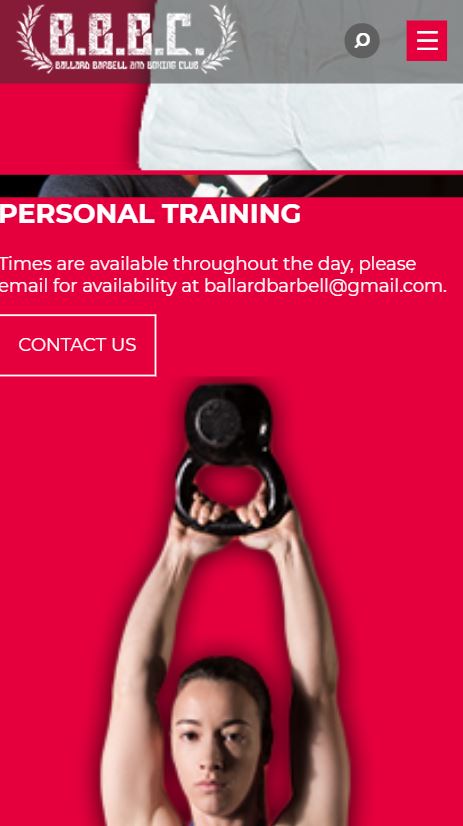 B.B.B.C.
BALLARD BARBELL AND BOXING CLUB
PERSONAL TRAINING
Times are available throughout the day, please
email for availability at ballardbarbell@gmail.com.
CONTACT US